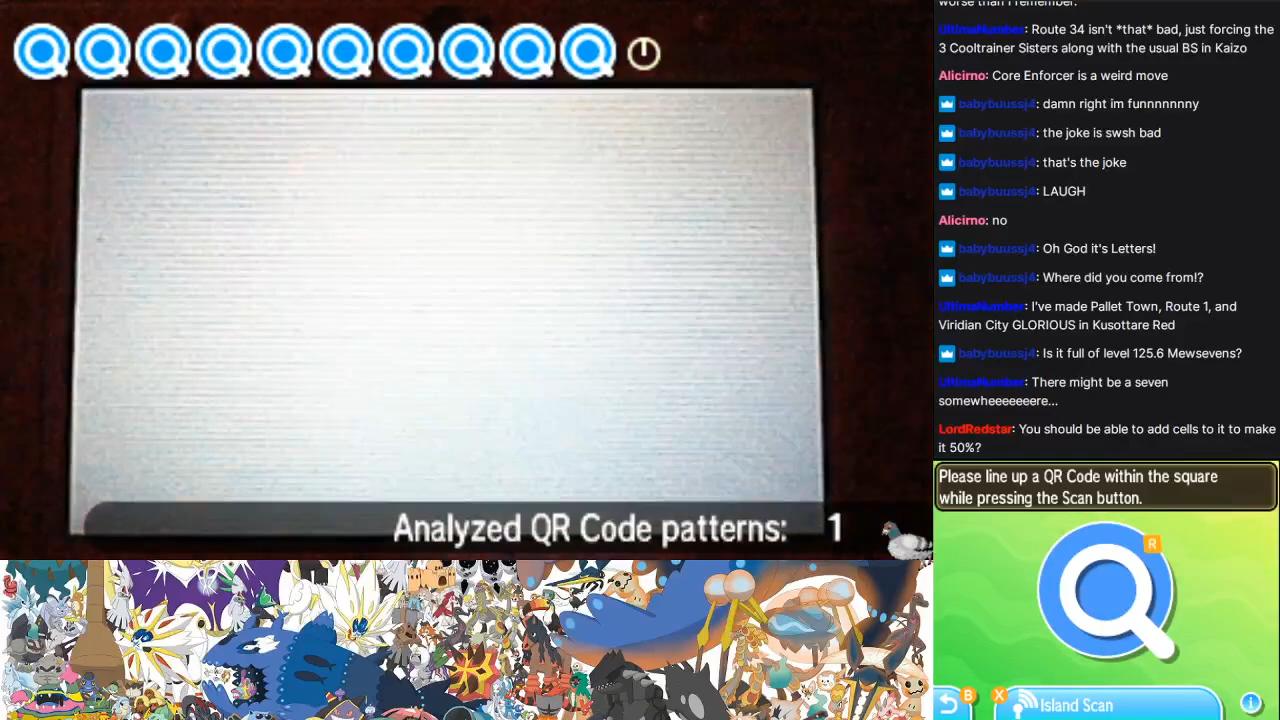 Analyzed QR Code patterns: 1
worse than I remember.
UltimaNumber: Route 34 isn't *that* bad, just forcing the
3 Cooltrainer Sisters along with the usual BS in Kaizo
Alicirno: Core Enforcer is a weird move
babybuussj4: damn right im funnnnnnny
babybuussj4: the joke is swsh bad
babybuussj4: that's the joke
babybuussj4: LAUGH
Alicirno: no
babybuussj4: Oh God it's Letters!
babybuussj4: Where did you come from!?
UltimaNumber: I've made Pallet Town, Route 1, and
Viridian City GLORIOUS in Kusottare Red
babybuussj4: Is it full of level 125.6 Mewsevens?
UltimaNumber: There might be a seven
somewheeeeeeere...
LordRedstar: You should be able to add cells to it to make
it 50%?
Please line up a QR Code within the square
while pressing the Scan button.
R
B
X
Island Scan